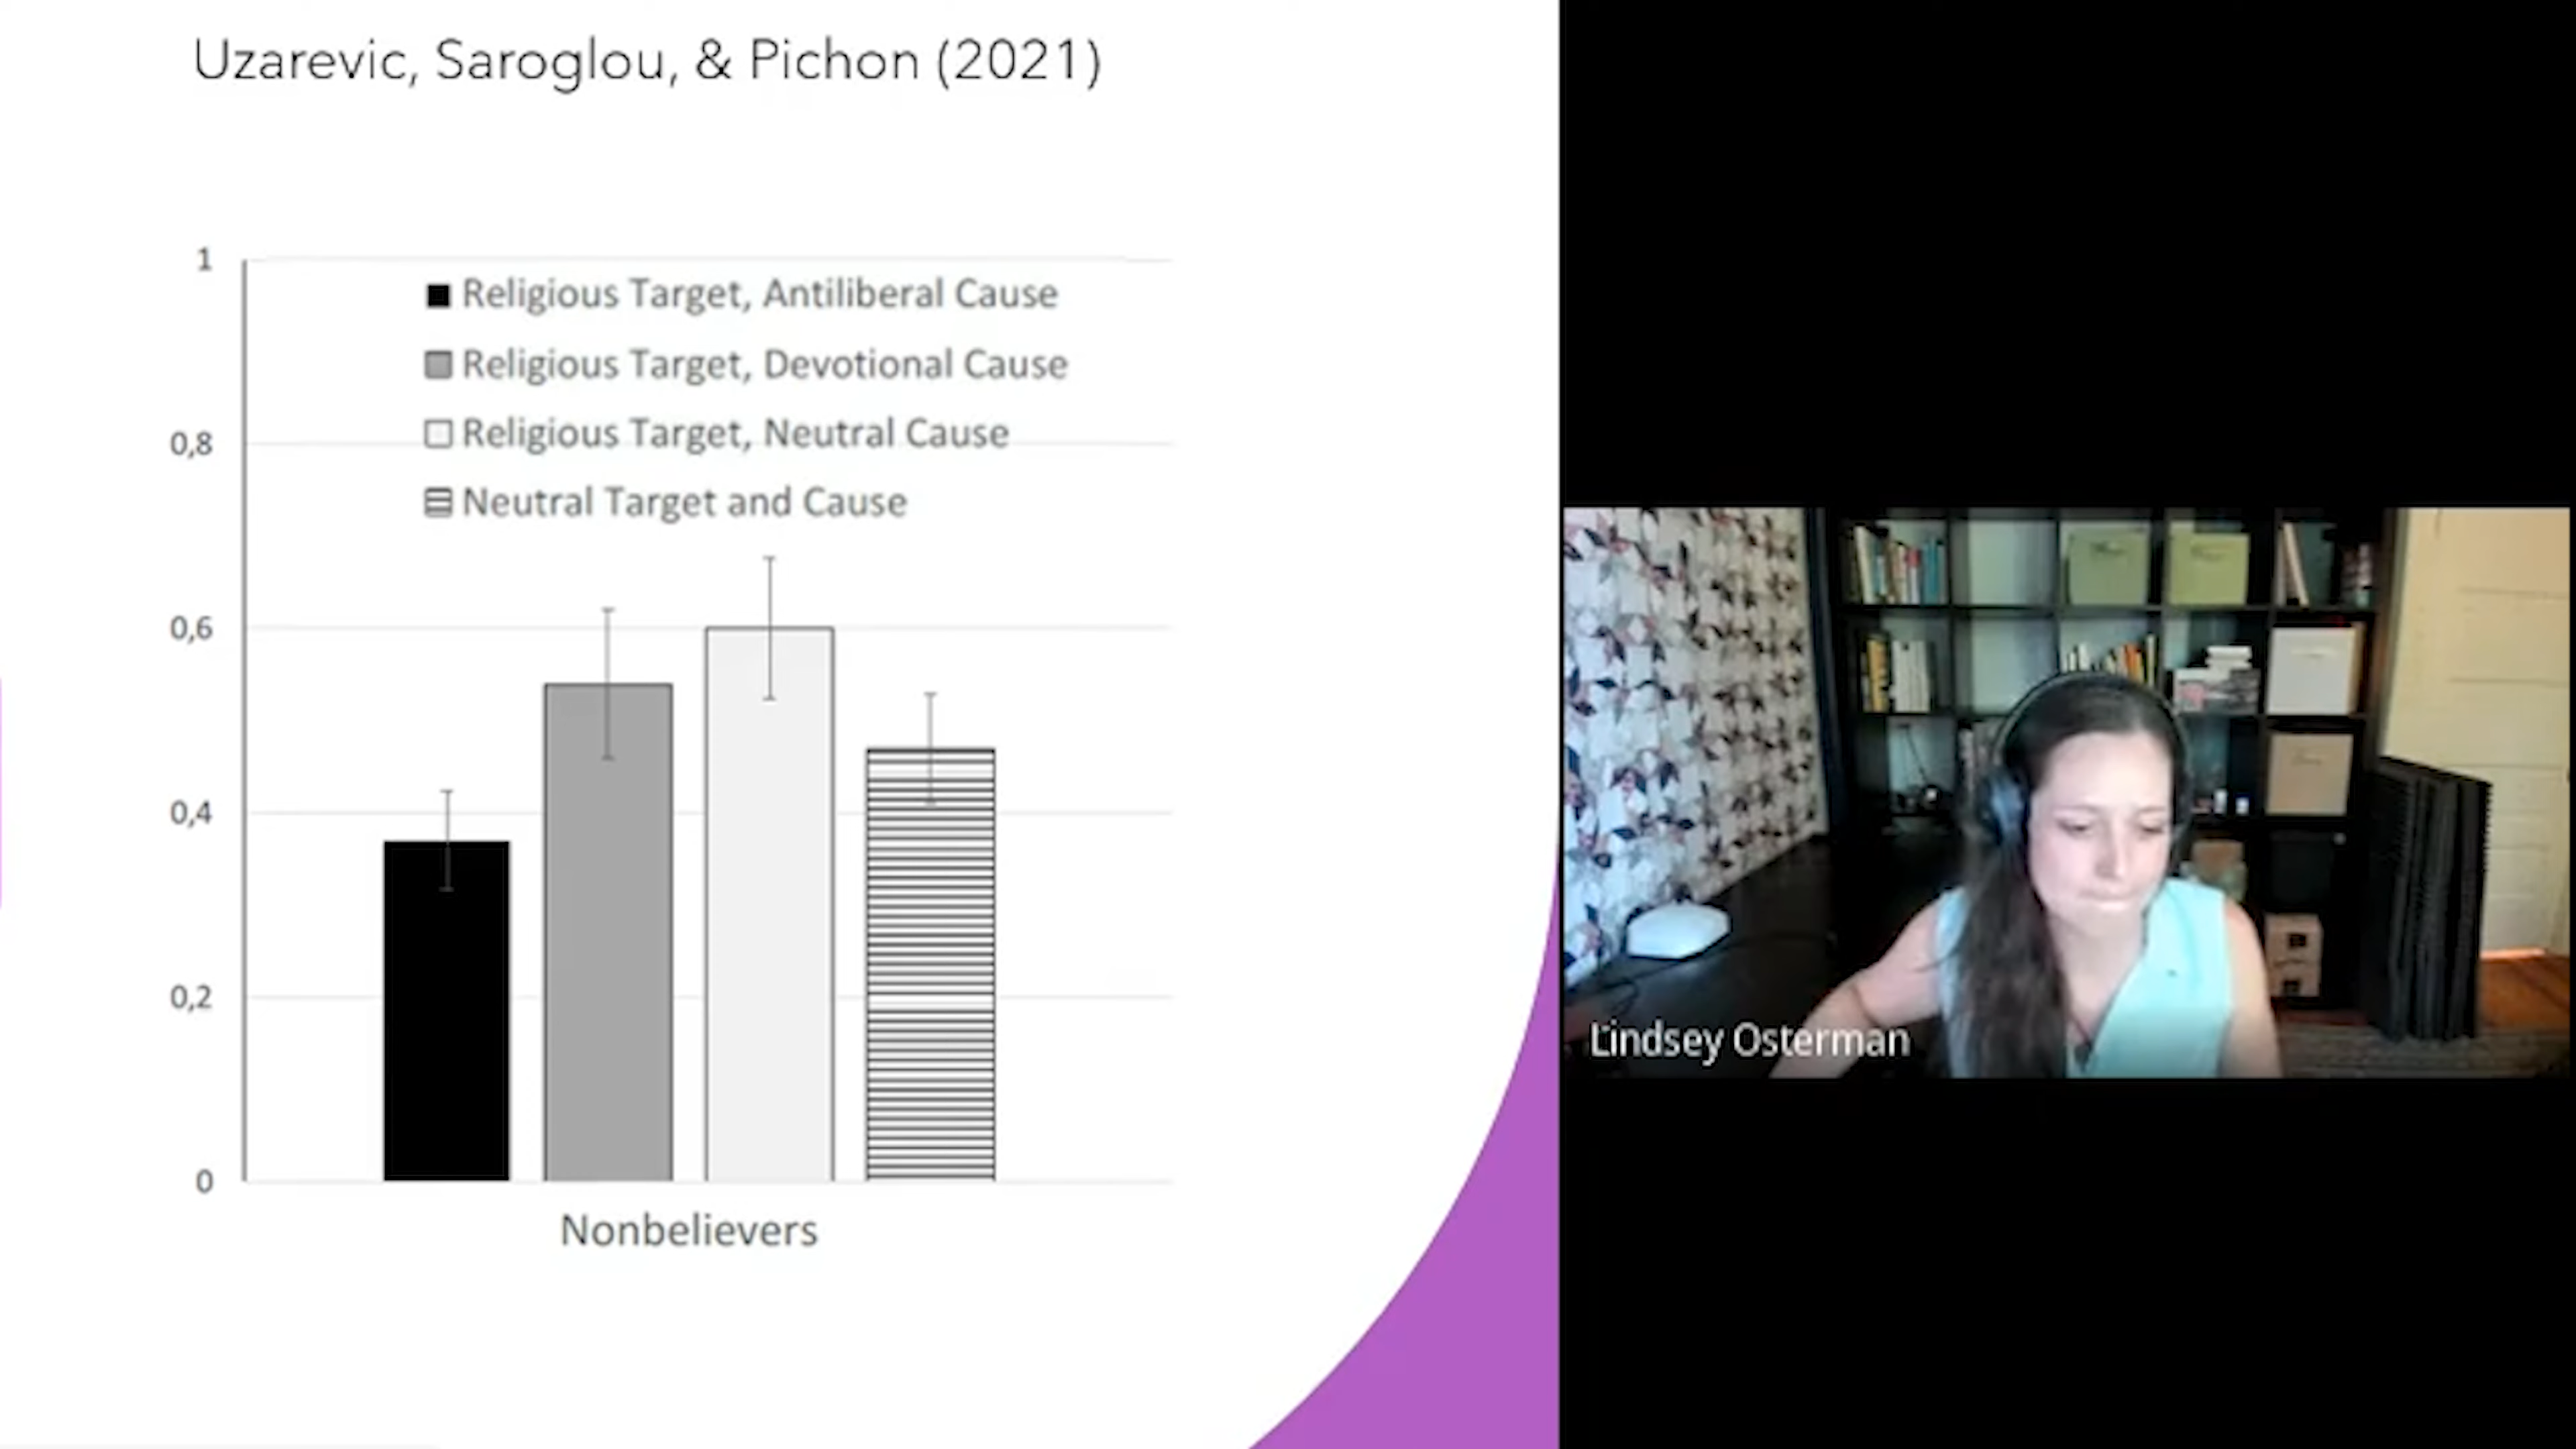 Uzarevic, Saroglou, & Pichon (2021)
1
Religious Target, Antiliberal Cause
Religious Target, Devotional Cause
0,8
Religious Target, Neutral Cause
Neutral Target and Cause
0,6
0,4
0,2
0
Nonbelievers
Lindsey Osterman